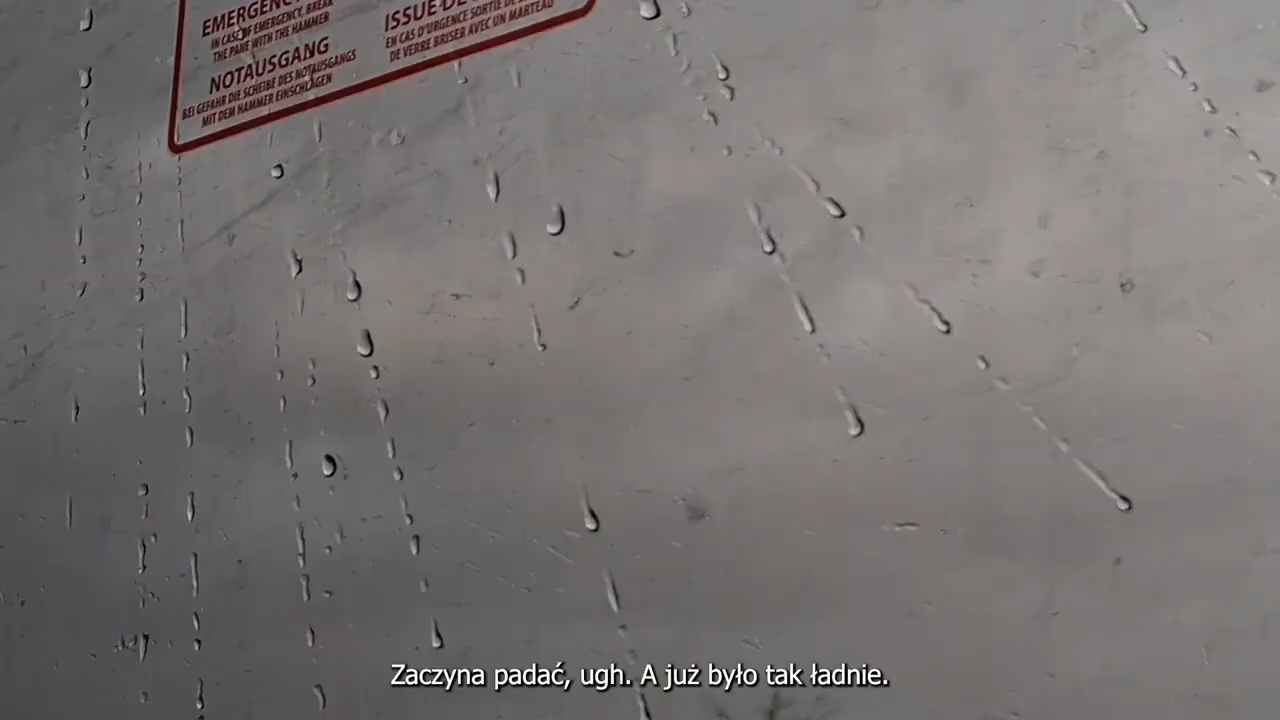 EMERGENCY
IN CASE OF EMERGENCY, BREAK
THE PANE WITH THE HAMMER
NOTAUSGANG
BEI GEFAHR DIE SCHEIBE DES NOTAUSGANGS
MIT DEM HAMMER EINSCHLAGEN
ISSUE DE
EN CAS D'URGENCE SORTIE DE
DE VERRE BRISER AVEC UN MARTEAU
Zaczyna padać, ugh. A już było tak ładnie.